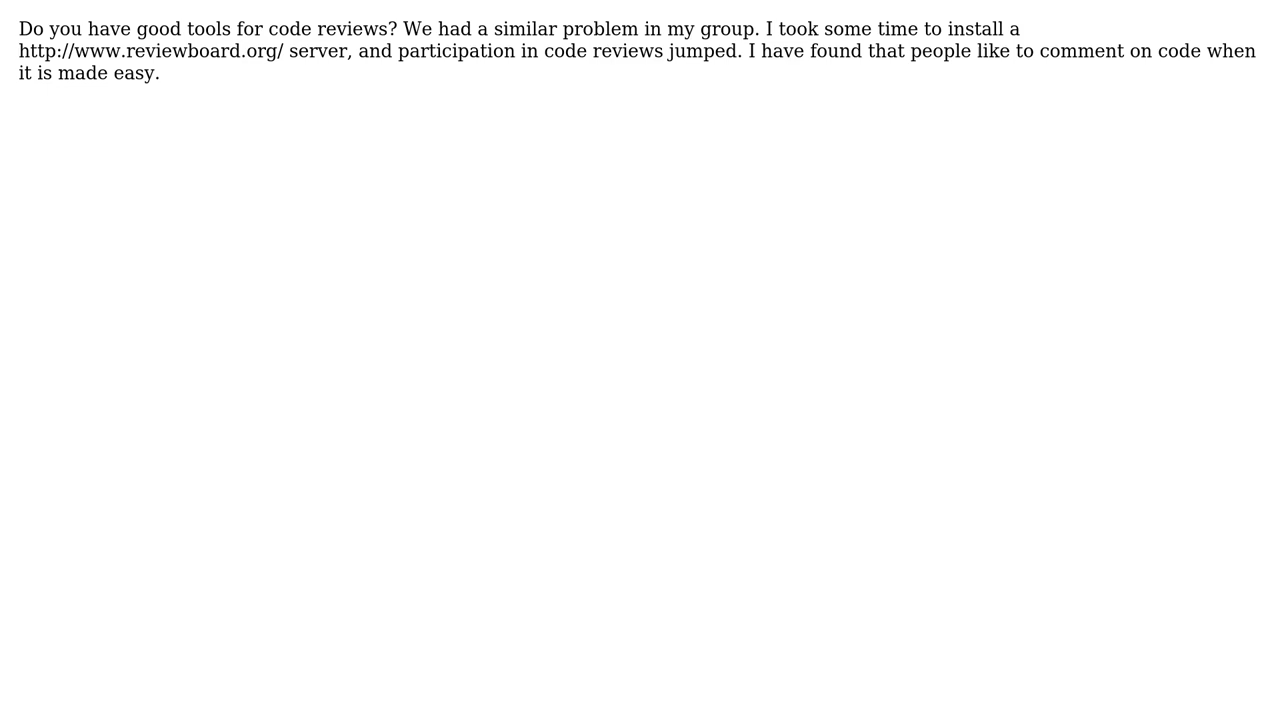 Do you have good tools for code reviews? We had a similar problem in my group. I took some time to install a
http://www.reviewboard.org/ server, and participation in code reviews jumped. I have found that people like to comment on code when
it is made easy.